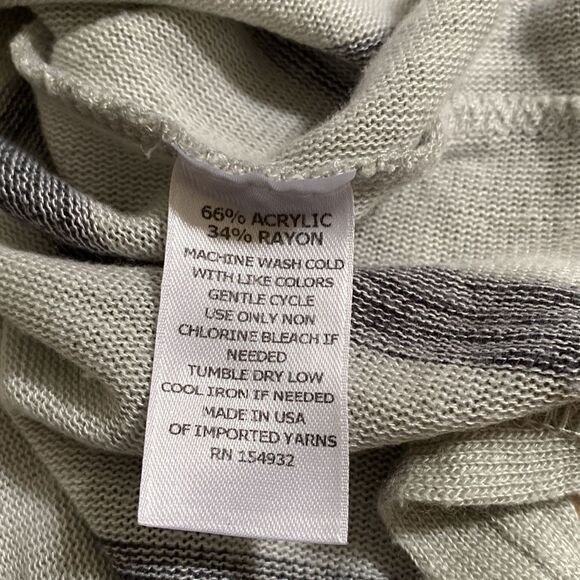 66% ACRYLIC
34% RAYON
MACHINE WASH COLD
WITH LIKE COLORS
GENTLE CYCLE
USE ONLY NON
CHLORINE BLEACH IF
NEEDED
TUMBLE DRY LOW
COOL IRON IF NEEDED
MADE IN USA
OF IMPORTED YARNS
RN 154932